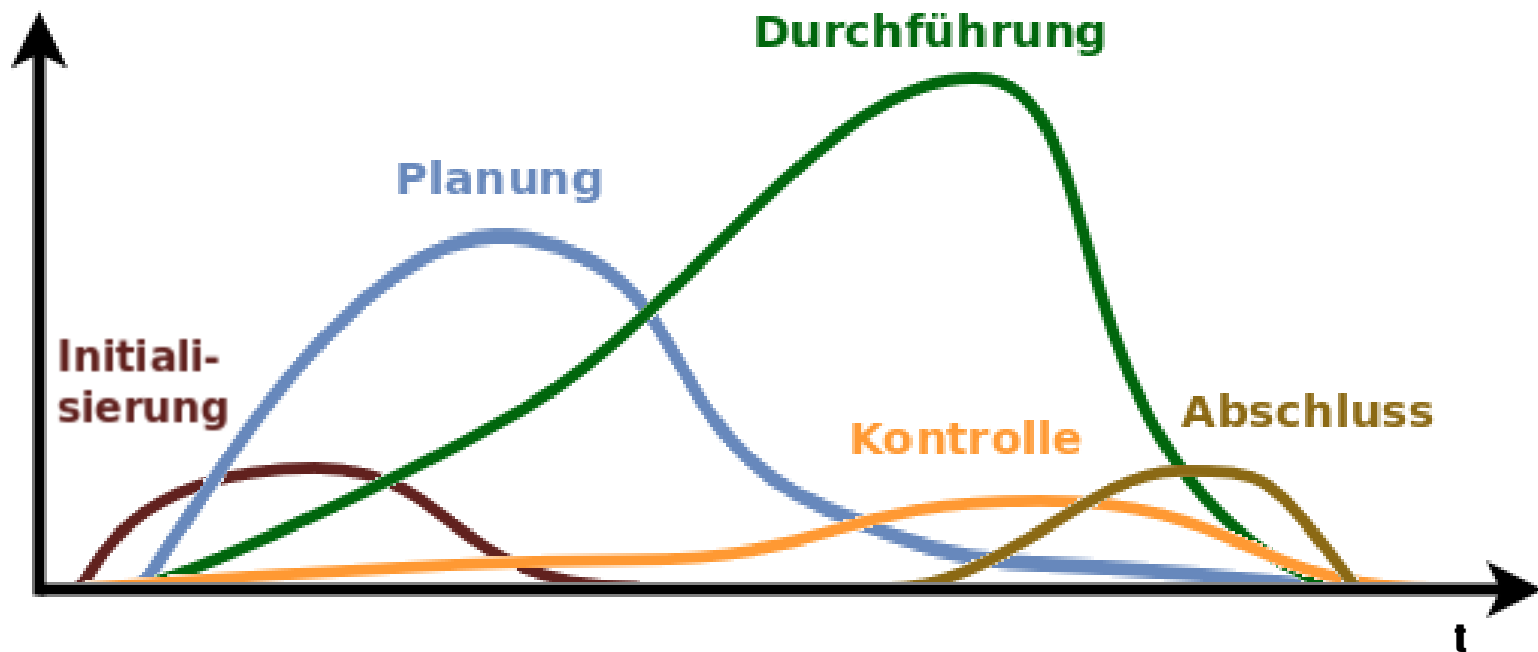 Durchführung
Planung
Initiali-
sierung
Kontrolle
Abschluss
t